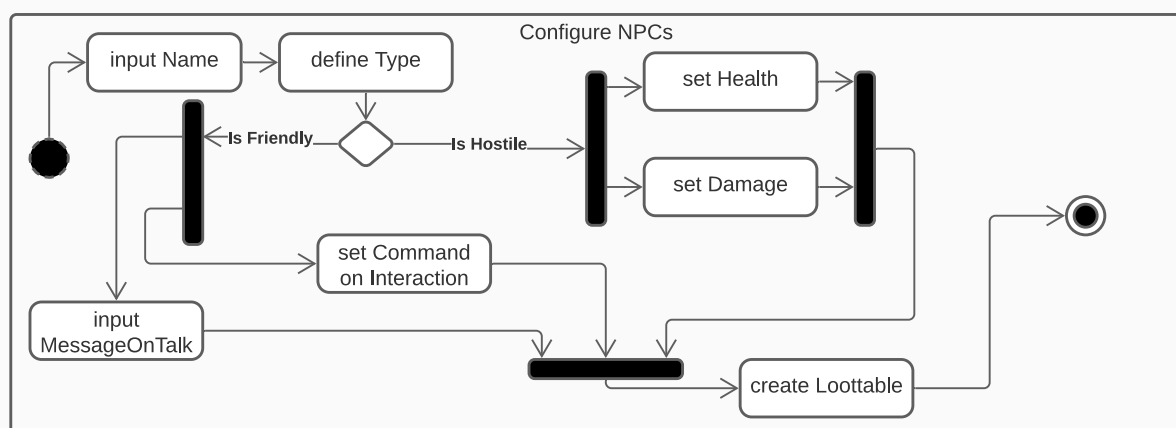 Configure NPCs
input Name
define Type
set Health
Is Friendly
Is Hostile
set Damage
set Command
on Interaction
input
MessageOnTalk
create Loottable